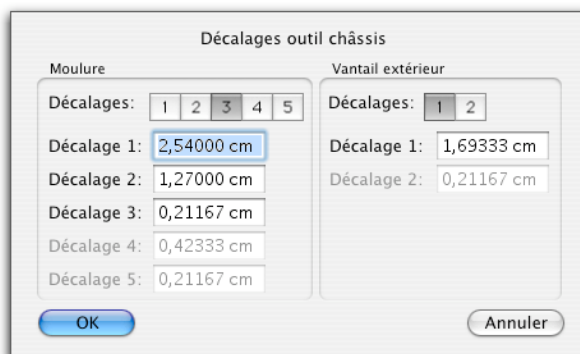 Décalages outil châssis
Moulure
Décalages: 1 2 3 4 5
Décalage 1: 2,54000 cm
Décalage 2: 1,27000 cm
Décalage 3: 0,21167 cm
Décalage 4: 0,42333 cm
Décalage 5: 0,21167 cm
Vantail extérieur
Décalages: 1 2
Décalage 1: 1,69333 cm
Décalage 2: 0,21167 cm
OK
Annuler